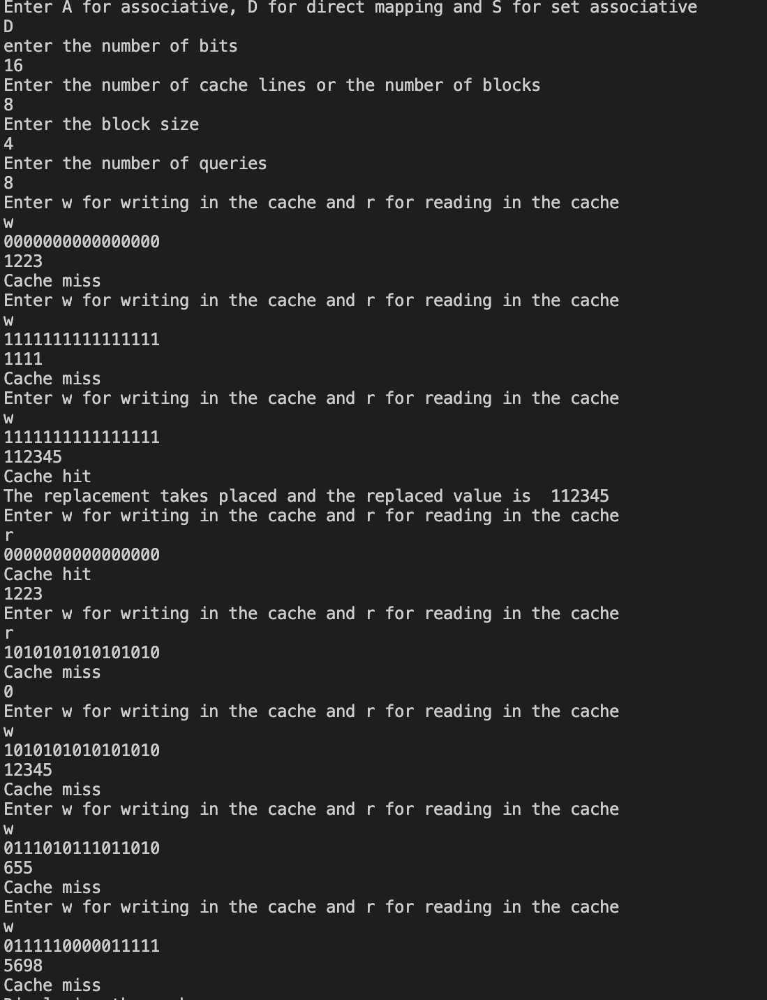 Enter A for associative, D for direct mapping and S for set associative
D
enter the number of bits
16
Enter the number of cache lines or the number of blocks
8
Enter the block size
4
Enter the number of queries
8
Enter w for writing in the cache and r for reading in the cache
w
0000000000000000
1223
Cache miss
Enter w for writing in the cache and r for reading in the cache
w
1111111111111111
1111
Cache miss
Enter w for writing in the cache and r for reading in the cache
w
1111111111111111
112345
Cache hit
The replacement takes placed and the replaced value is  112345
Enter w for writing in the cache and r for reading in the cache
r
0000000000000000
Cache hit
1223
Enter w for writing in the cache and r for reading in the cache
r
1010101010101010
Cache miss
0
Enter w for writing in the cache and r for reading in the cache
w
1010101010101010
12345
Cache miss
Enter w for writing in the cache and r for reading in the cache
w
0111010111011010
655
Cache miss
Enter w for writing in the cache and r for reading in the cache
w
0111110000011111
5698
Cache miss